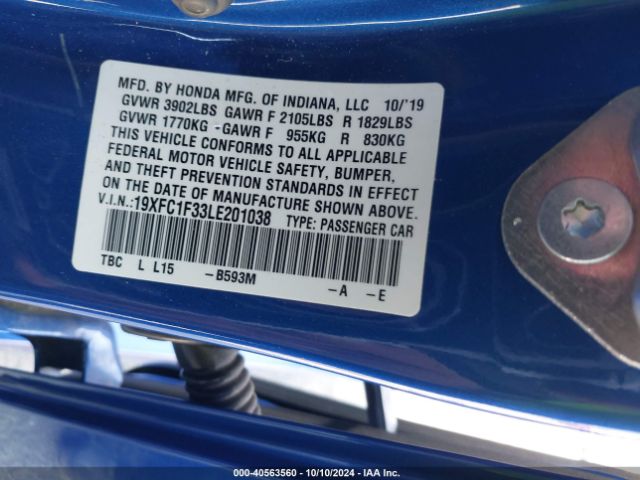 MFD. BY HONDA MFG. OF INDIANA, LLC 10/'19
GVWR 3902LBS GAWR F 2105LBS R 1829LBS
GVWR 1770KG - GAWR F 955KG R 830KG
THIS VEHICLE CONFORMS TO ALL APPLICABLE
FEDERAL MOTOR VEHICLE SAFETY, BUMPER,
AND THEFT PREVENTION STANDARDS IN EFFECT
ON THE DATE OF MANUFACTURE SHOWN ABOVE.
V.I.N.:19XFC1F33LE201038 TYPE: PASSENGER CAR
TBC L L15 -B593M -A -E
000-40563560 | 10/10/2024 | IAA Inc.